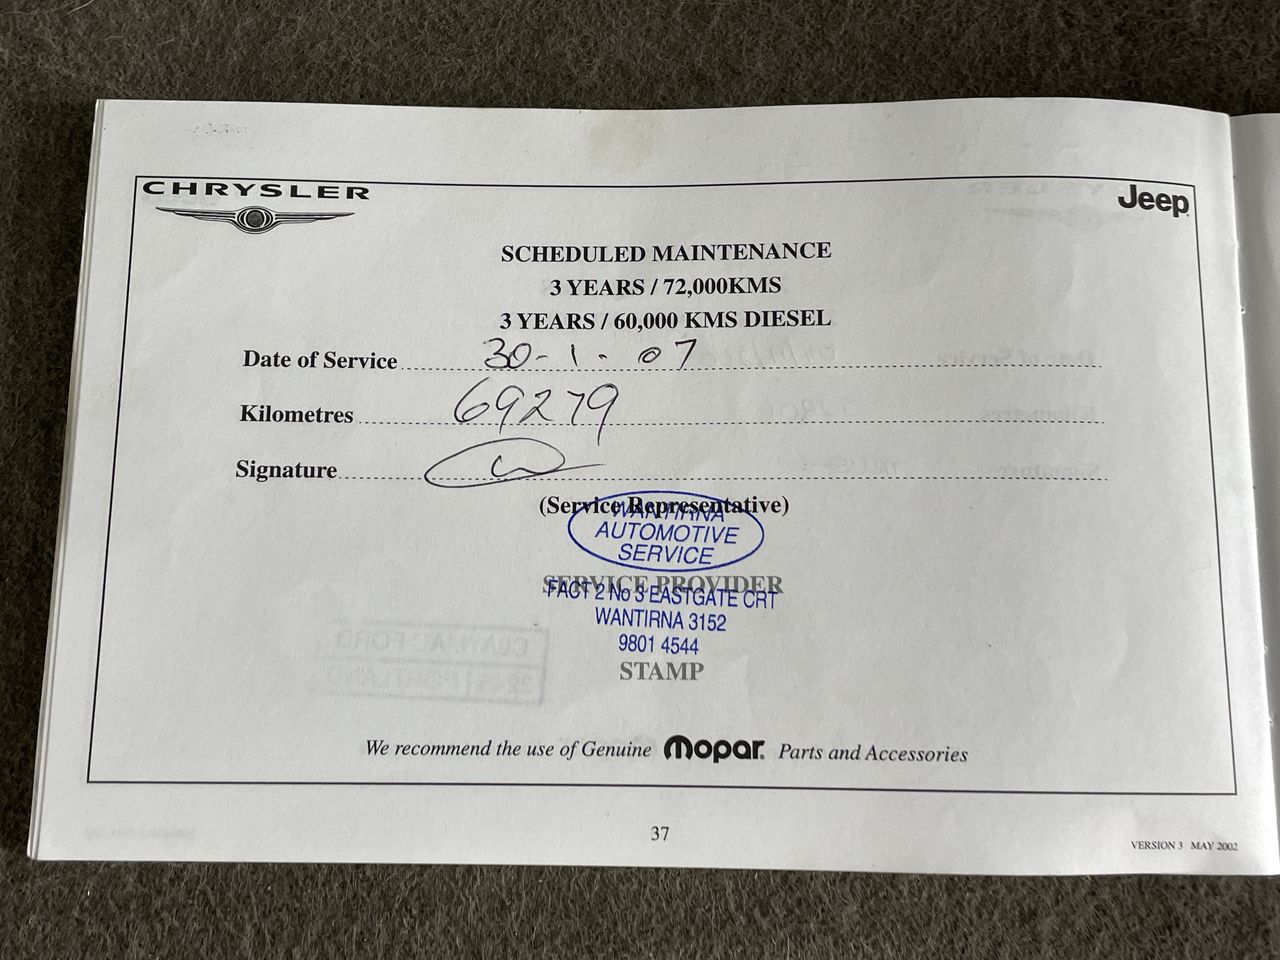 CHRYSLER
Jeep
SCHEDULED MAINTENANCE
3 YEARS / 72,000KMS
3 YEARS / 60,000 KMS DIESEL
Date of Service 30-1-07
Kilometres 69279
Signature
(Service Representative)
WANTIRNA
AUTOMOTIVE
SERVICE
SERVICE PROVIDER
FACT 2 No 3 EASTGATE CRT
WANTIRNA 3152
9801 4544
STAMP
We recommend the use of Genuine Mopar. Parts and Accessories
37
VERSION 3 MAY 2002